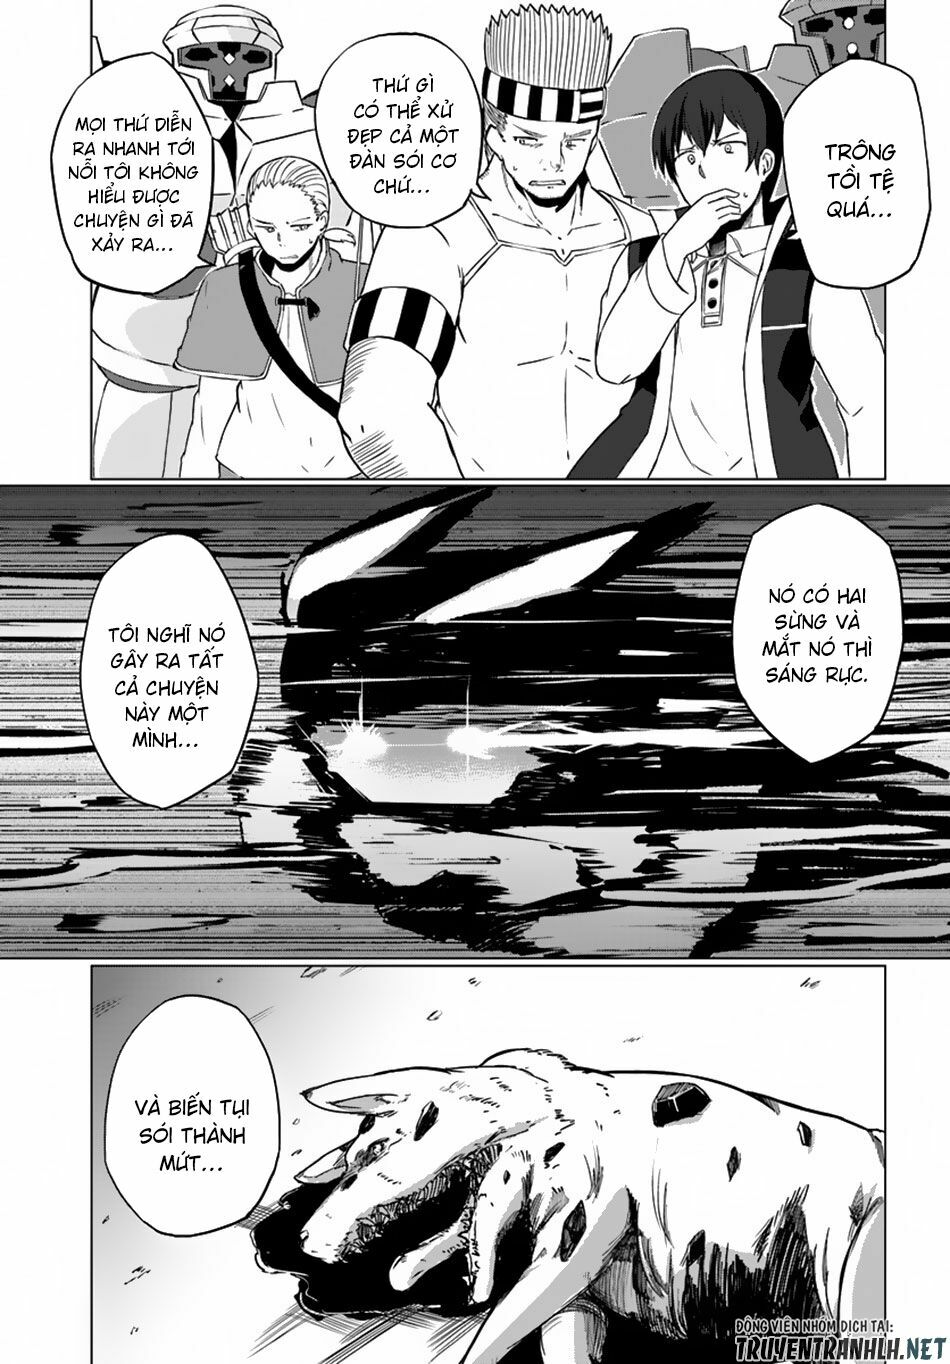 TRÔNG
TỒI TỆ
QUÁ...
THỨ GÌ
CÓ THỂ XỬ
ĐẸP CẢ MỘT
ĐÀN SÓI CƠ
CHỨ...
MỌI THỨ DIỄN
RA NHANH TỚI
NỖI TÔI KHÔNG
HIỂU ĐƯỢC
CHUYỆN GÌ ĐÃ
XẢY RA...
NÓ CÓ HAI
SỪNG VÀ
MẮT NÓ THÌ
SÁNG RỰC.
TÔI NGHĨ NÓ
GÂY RA TẤT
CẢ CHUYỆN
NÀY MỘT
MÌNH...
VÀ BIẾN TỤI
SÓI THÀNH
MỨT...
ĐỘNG VIÊN NHÓM DỊCH TẠI:
TRUYENTRANHLH.NET